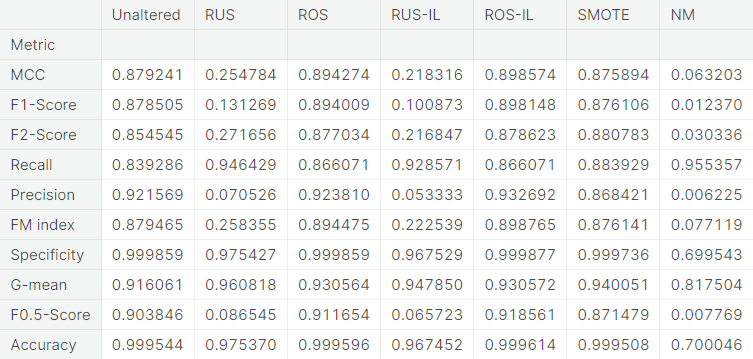 Unaltered RUS ROS RUS-IL ROS-IL SMOTE NM
Metric
MCC 0.879241 0.254784 0.894274 0.218316 0.898574 0.875894 0.063203
F1-Score 0.878505 0.131269 0.894009 0.100873 0.898148 0.876106 0.012370
F2-Score 0.854545 0.271656 0.877034 0.216847 0.878623 0.880783 0.030336
Recall 0.839286 0.946429 0.866071 0.928571 0.866071 0.883929 0.955357
Precision 0.921569 0.070526 0.923810 0.053333 0.932692 0.868421 0.006225
FM index 0.879465 0.258355 0.894475 0.222539 0.898765 0.876141 0.077119
Specificity 0.999859 0.975427 0.999859 0.967529 0.999877 0.999736 0.699543
G-mean 0.916061 0.960818 0.930564 0.947850 0.930572 0.940051 0.817504
F0.5-Score 0.903846 0.086545 0.911654 0.065723 0.918561 0.871479 0.007769
Accuracy 0.999544 0.975370 0.999596 0.967452 0.999614 0.999508 0.700046